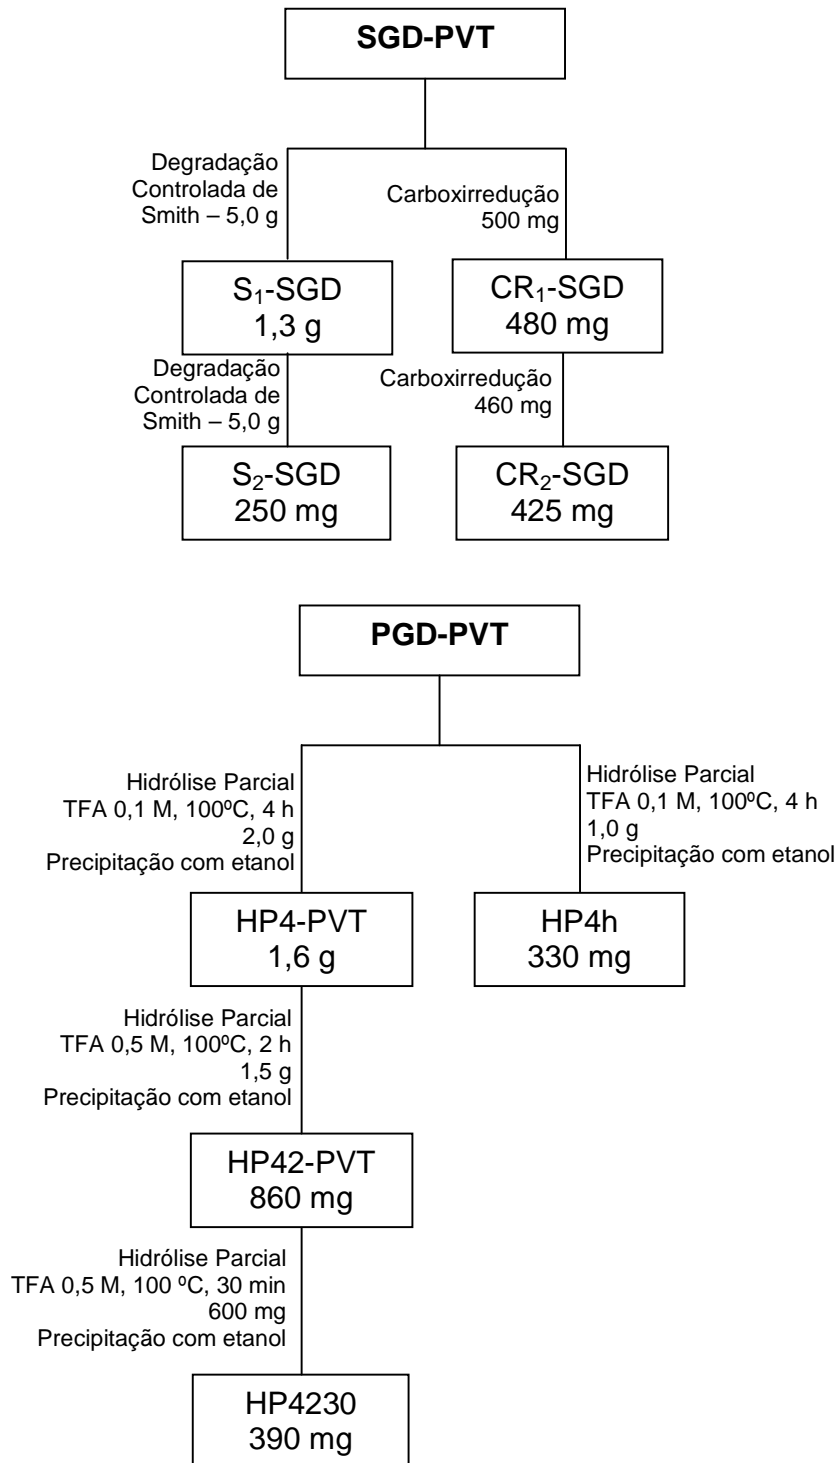 SGD-PVT
Degradação
Controlada de
Smith – 5,0 g
Carboxirredução
500 mg
S₁-SGD
1,3 g
CR₁-SGD
480 mg
Degradação
Controlada de
Smith – 5,0 g
Carboxirredução
460 mg
S₂-SGD
250 mg
CR₂-SGD
425 mg
PGD-PVT
Hidrólise Parcial
TFA 0,1 M, 100ºC, 4 h
2,0 g
Precipitação com etanol
Hidrólise Parcial
TFA 0,1 M, 100ºC, 4 h
1,0 g
Precipitação com etanol
HP4-PVT
1,6 g
HP4h
330 mg
Hidrólise Parcial
TFA 0,5 M, 100ºC, 2 h
1,5 g
Precipitação com etanol
HP42-PVT
860 mg
Hidrólise Parcial
TFA 0,5 M, 100 ºC, 30 min
600 mg
Precipitação com etanol
HP4230
390 mg